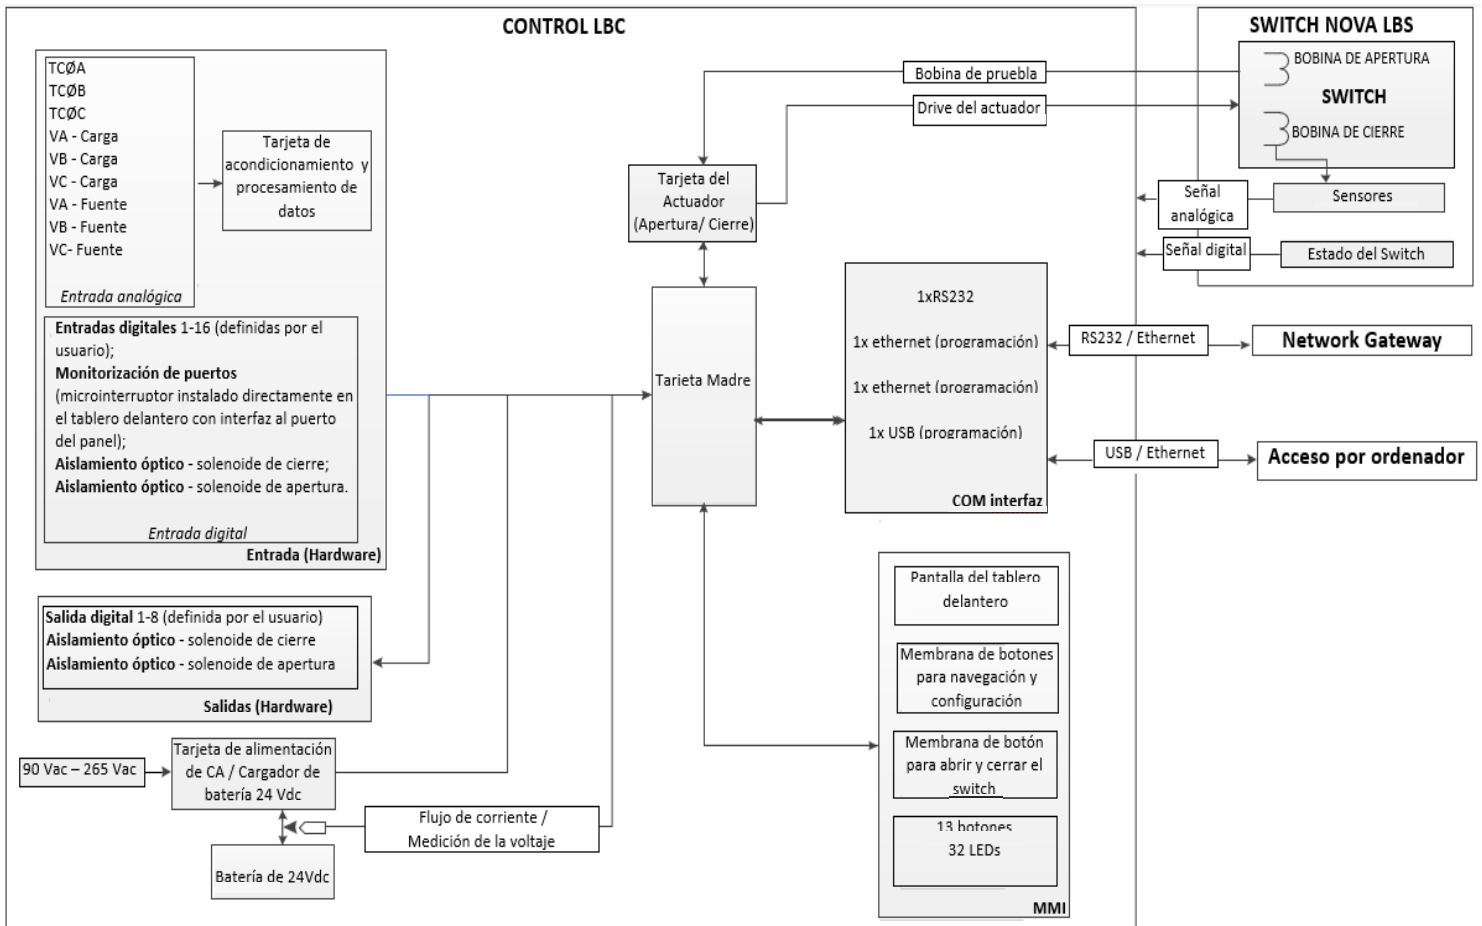 CONTROL LBC
SWITCH NOVA LBS
TCØA
TCØB
TCØC
VA - Carga
VB - Carga
VC - Carga
VA - Fuente
VB - Fuente
VC- Fuente
Entrada analógica
Tarjeta de
acondicionamiento y
procesamiento de
datos
Entradas digitales 1-16 (definidas por el
usuario);
Monitorización de puertos
(microinterruptor instalado directamente en
el tablero delantero con interfaz al puerto
del panel);
Aislamiento óptico - solenoide de cierre;
Aislamiento óptico - solenoide de apertura.
Entrada digital
Entrada (Hardware)
Salida digital 1-8 (definida por el usuario)
Aislamiento óptico - solenoide de cierre
Aislamiento óptico - solenoide de apertura
Salidas (Hardware)
90 Vac – 265 Vac
Tarjeta de alimentación
de CA / Cargador de
batería 24 Vdc
Flujo de corriente /
Medición de la voltaje
Batería de 24Vdc
Bobina de pruebla
Drive del actuador
Tarjeta del
Actuador
(Apertura/ Cierre)
Tarjeta Madre
1xRS232
1x ethernet (programación)
1x ethernet (programación)
1x USB (programación)
COM interfaz
Pantalla del tablero
delantero
Membrana de botones
para navegación y
configuración
Membrana de botón
para abrir y cerrar el
switch
13 botones
32 LEDs
MMI
BOBINA DE APERTURA
SWITCH
BOBINA DE CIERRE
Señal
analógica
Sensores
Señal digital
Estado del Switch
RS232 / Ethernet
Network Gateway
USB / Ethernet
Acceso por ordenador